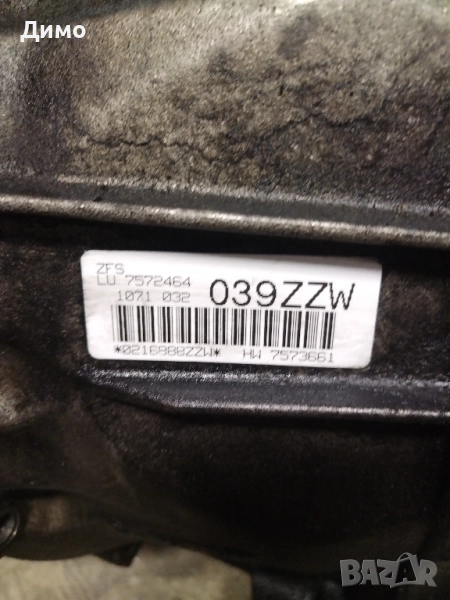 Димо
ZFS
LU 7572464
1071 032
039ZZW
*0216888ZZW* HW 7573661
BAZAR